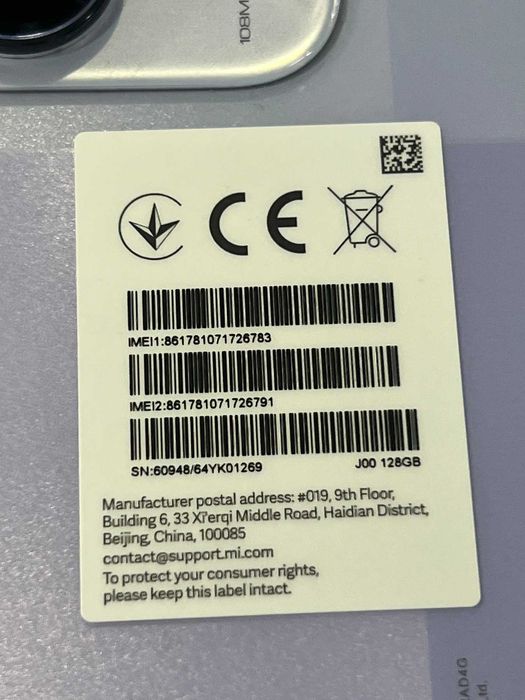 108M
CE
IMEI1:861781071726783
IMEI2:861781071726791
SN:60948/64YK01269 J00 128GB
Manufacturer postal address: #019, 9th Floor,
Building 6, 33 Xi'erqi Middle Road, Haidian District,
Beijing, China, 100085
contact@support.mi.com
To protect your consumer rights,
please keep this label intact.
AD4G
td.